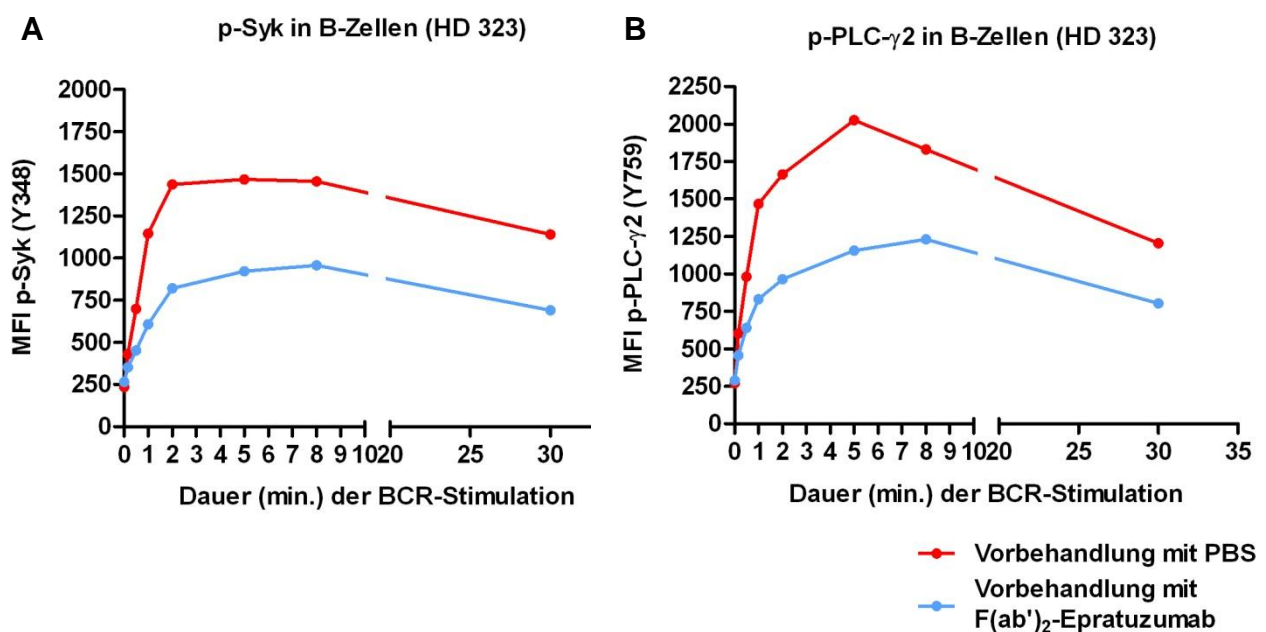 A
p-Syk in B-Zellen (HD 323)
MFI p-Syk (Y348)
2000
1750
1500
1250
1000
750
500
250
0
0 1 2 3 4 5 6 7 8 9 10 20 25 30
Dauer (min.) der BCR-Stimulation
B
p-PLC-γ2 in B-Zellen (HD 323)
MFI p-PLC-γ2 (Y759)
2250
2000
1750
1500
1250
1000
750
500
250
0
0 1 2 3 4 5 6 7 8 9 10 20 25 30 35
Dauer (min.) der BCR-Stimulation
Vorbehandlung mit PBS
Vorbehandlung mit
F(ab')₂-Epratuzumab